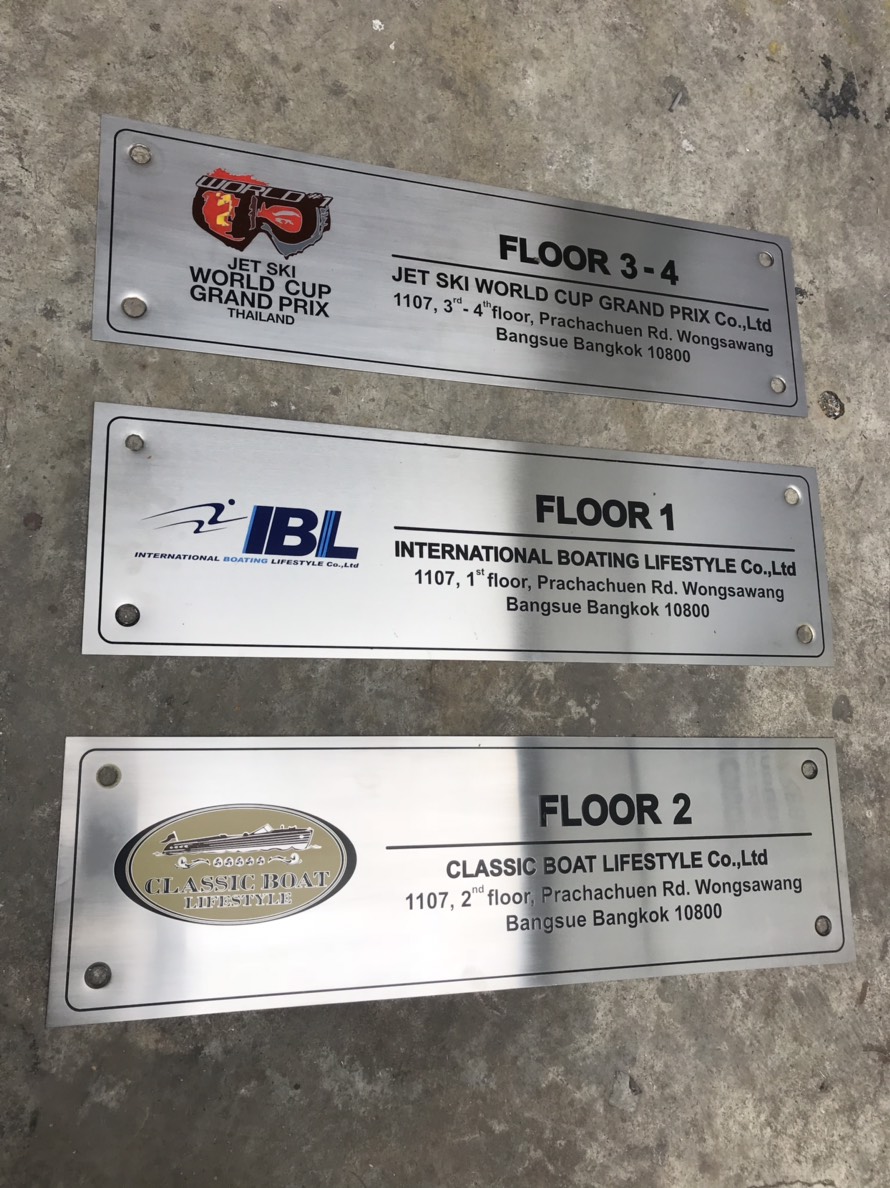 WORLD #1
JET SKI
WORLD CUP
GRAND PRIX
THAILAND
FLOOR 3 - 4
JET SKI WORLD CUP GRAND PRIX Co.,Ltd
1107, 3rd - 4th floor, Prachachuen Rd. Wongsawang
Bangsue Bangkok 10800
IBL
INTERNATIONAL BOATING LIFESTYLE Co.,Ltd
FLOOR 1
INTERNATIONAL BOATING LIFESTYLE Co.,Ltd
1107, 1st floor, Prachachuen Rd. Wongsawang
Bangsue Bangkok 10800
CLASSIC BOAT
LIFESTYLE
FLOOR 2
CLASSIC BOAT LIFESTYLE Co.,Ltd
1107, 2nd floor, Prachachuen Rd. Wongsawang
Bangsue Bangkok 10800